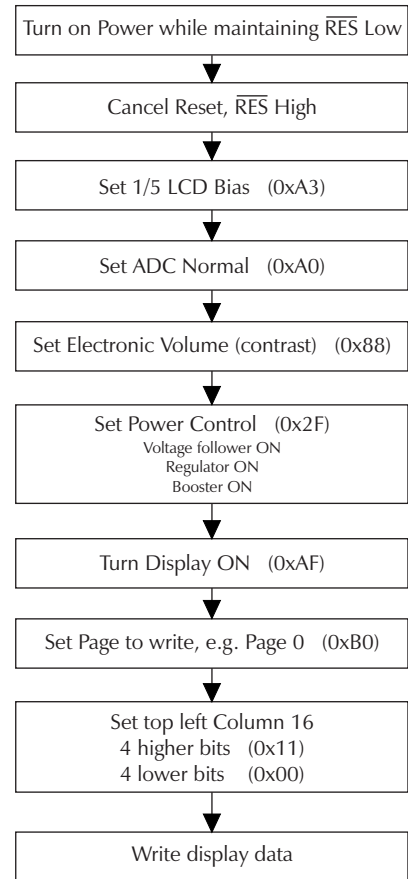 Turn on Power while maintaining R̅E̅S̅ Low
Cancel Reset, R̅E̅S̅ High
Set 1/5 LCD Bias (0xA3)
Set ADC Normal (0xA0)
Set Electronic Volume (contrast) (0x88)
Set Power Control (0x2F)
Voltage follower ON
Regulator ON
Booster ON
Turn Display ON (0xAF)
Set Page to write, e.g. Page 0 (0xB0)
Set top left Column 16
4 higher bits (0x11)
4 lower bits (0x00)
Write display data